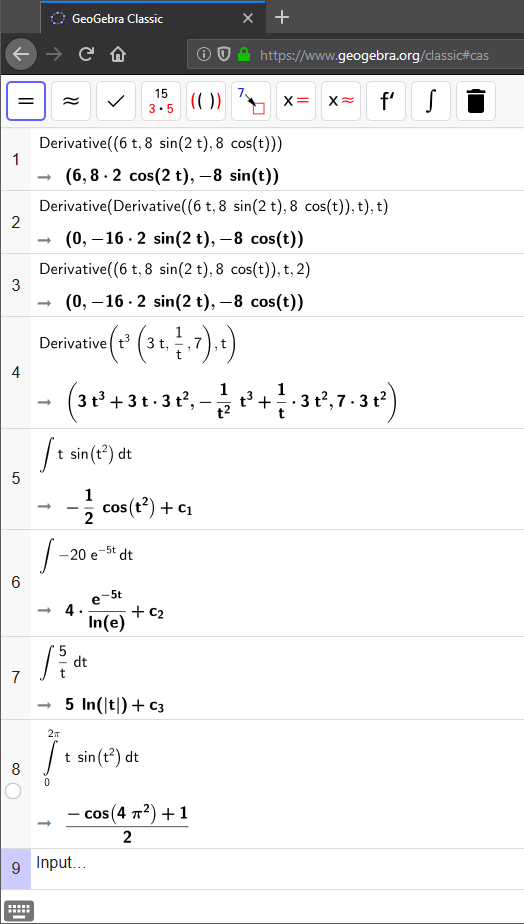 GeoGebra Classic
https://www.geogebra.org/classic#cas
= ≈ ✓ 15 3·5 (( )) 7 x = x ≈ f′ ∫
1 Derivative((6 t, 8 sin(2 t), 8 cos(t)))
→ (6, 8 · 2 cos(2 t), −8 sin(t))
2 Derivative(Derivative((6 t, 8 sin(2 t), 8 cos(t)), t), t)
→ (0, −16 · 2 sin(2 t), −8 cos(t))
3 Derivative((6 t, 8 sin(2 t), 8 cos(t)), t, 2)
→ (0, −16 · 2 sin(2 t), −8 cos(t))
4 Derivative(t³ (3 t, 1/t, 7), t)
→ (3 t³ + 3 t · 3 t², −1/t² t³ + 1/t · 3 t², 7 · 3 t²)
5 ∫ t sin(t²) dt
→ −1/2 cos(t²) + c₁
6 ∫ −20 e⁻⁵ᵗ dt
→ 4 · e⁻⁵ᵗ/ln(e) + c₂
7 ∫ 5/t dt
→ 5 ln(|t|) + c₃
8 ∫₀^2π t sin(t²) dt
→ (−cos(4 π²) + 1)/2
9 Input…